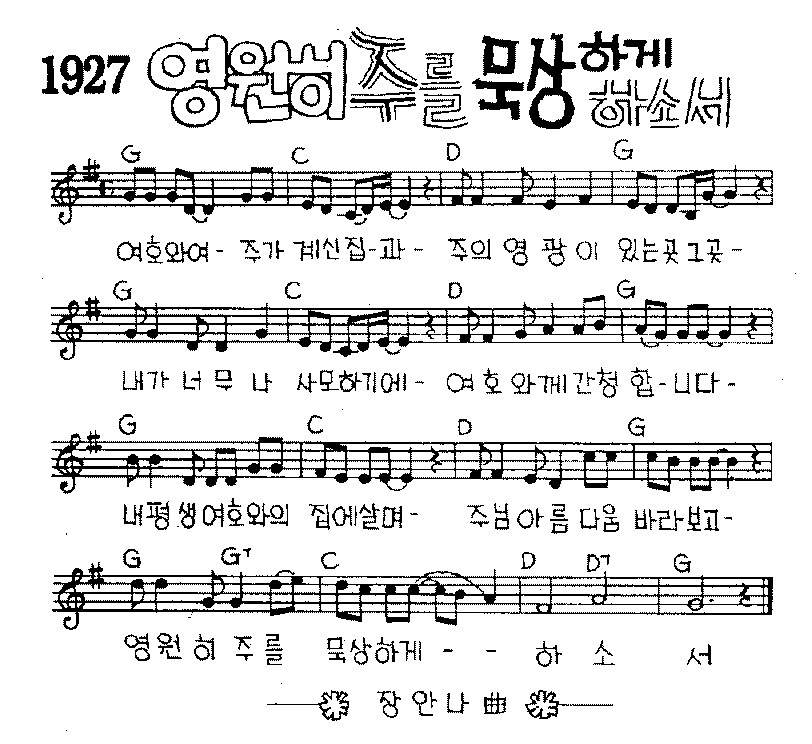 1927 영원히 주를 묵상하게 하소서
G C D G
여호와여- 주가 계신집-과- 주의 영광이 있는곳그곳-
G C D G
내가 너무나 사모하기에- 여호와께간청합-니다-
G C D G
내평생여호와의 집에살며- 주님아름다움 바라보고-
G G7 C D D7 G
영원히 주를 묵상하게- - 하소서
장안나 曲